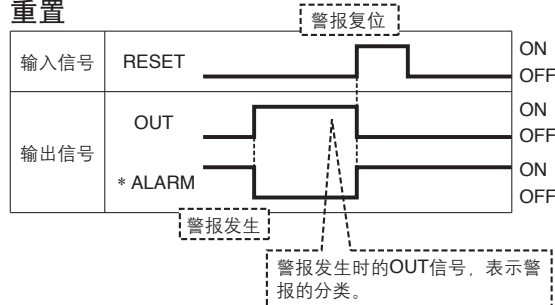 重置
警报复位
输入信号 RESET ON
OFF
输出信号 OUT ON
OFF
* ALARM ON
OFF
警报发生
警报发生时的OUT信号，表示警
报的分类。